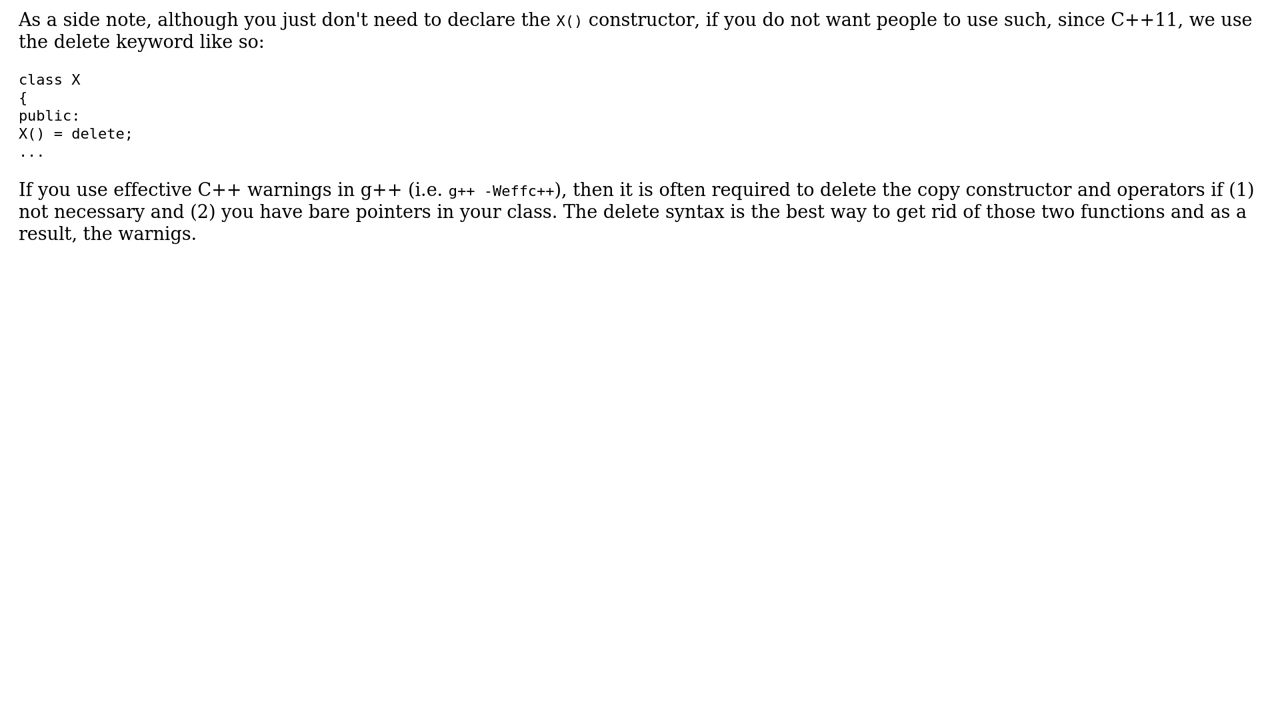 As a side note, although you just don't need to declare the X() constructor, if you do not want people to use such, since C++11, we use
the delete keyword like so:
class X
{
public:
X() = delete;
...
If you use effective C++ warnings in g++ (i.e. g++ -Weffc++), then it is often required to delete the copy constructor and operators if (1)
not necessary and (2) you have bare pointers in your class. The delete syntax is the best way to get rid of those two functions and as a
result, the warnigs.